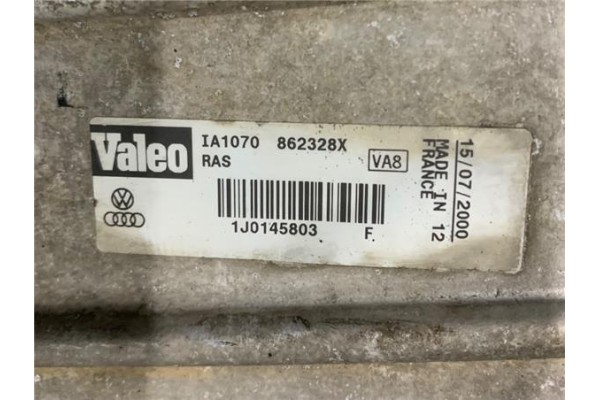 Valeo
IA1070 862328X
RAS
VA8
1J0145803 F
15/07/2000
MADE IN 12
FRANCE